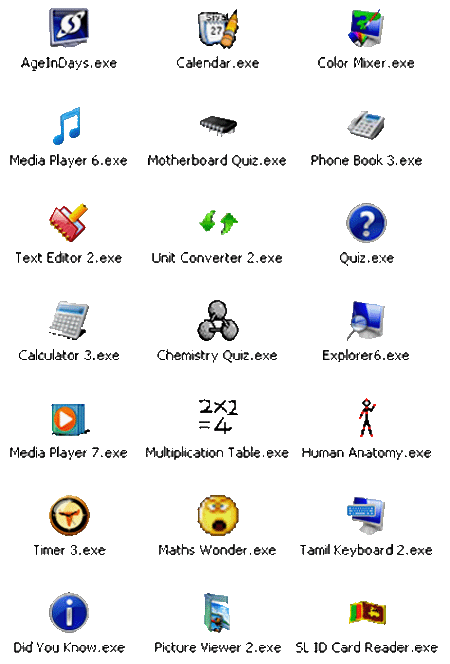 AgeInDays.exe
Calendar.exe
Color Mixer.exe
Media Player 6.exe
Motherboard Quiz.exe
Phone Book 3.exe
Text Editor 2.exe
Unit Converter 2.exe
Quiz.exe
Calculator 3.exe
Chemistry Quiz.exe
Explorer6.exe
2×2
=4
Media Player 7.exe
Multiplication Table.exe
Human Anatomy.exe
Timer 3.exe
Maths Wonder.exe
Tamil Keyboard 2.exe
Did You Know.exe
Picture Viewer 2.exe
SL ID Card Reader.exe